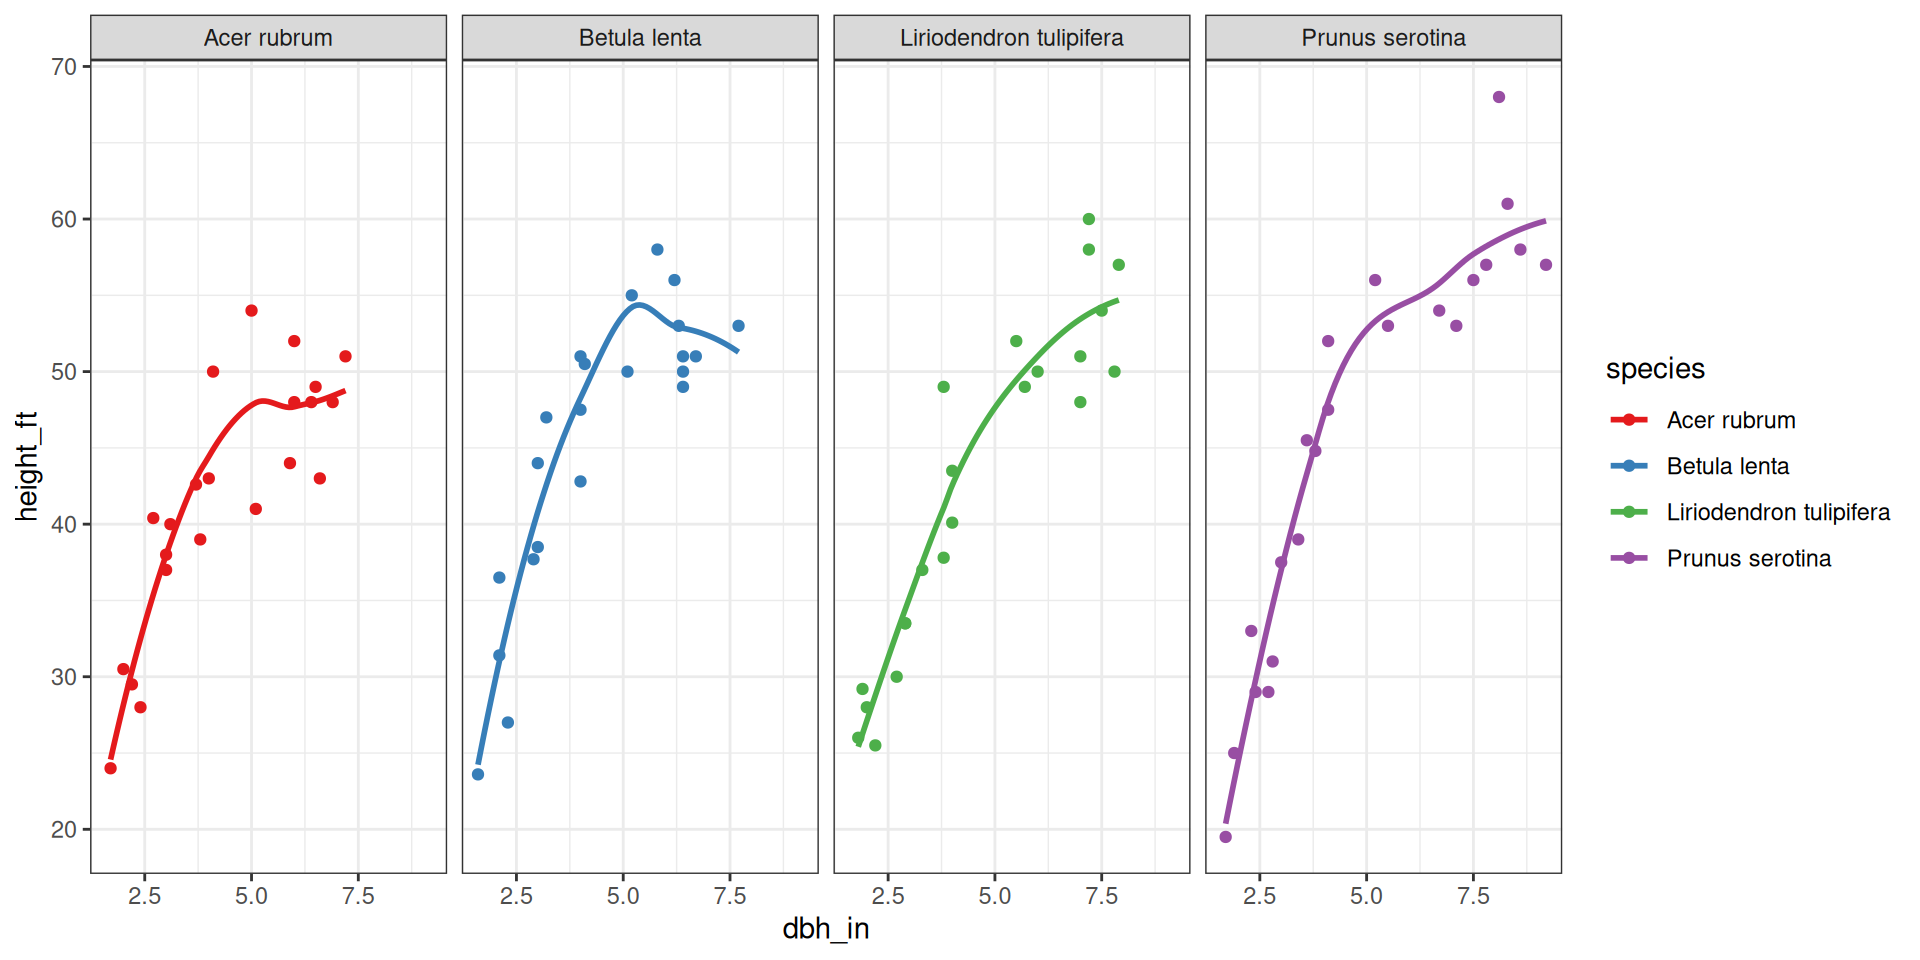 Acer rubrum
Betula lenta
Liriodendron tulipifera
Prunus serotina
70
60
50
40
30
20
height_ft
2.5 5.0 7.5
2.5 5.0 7.5
2.5 5.0 7.5
2.5 5.0 7.5
dbh_in
species
Acer rubrum
Betula lenta
Liriodendron tulipifera
Prunus serotina